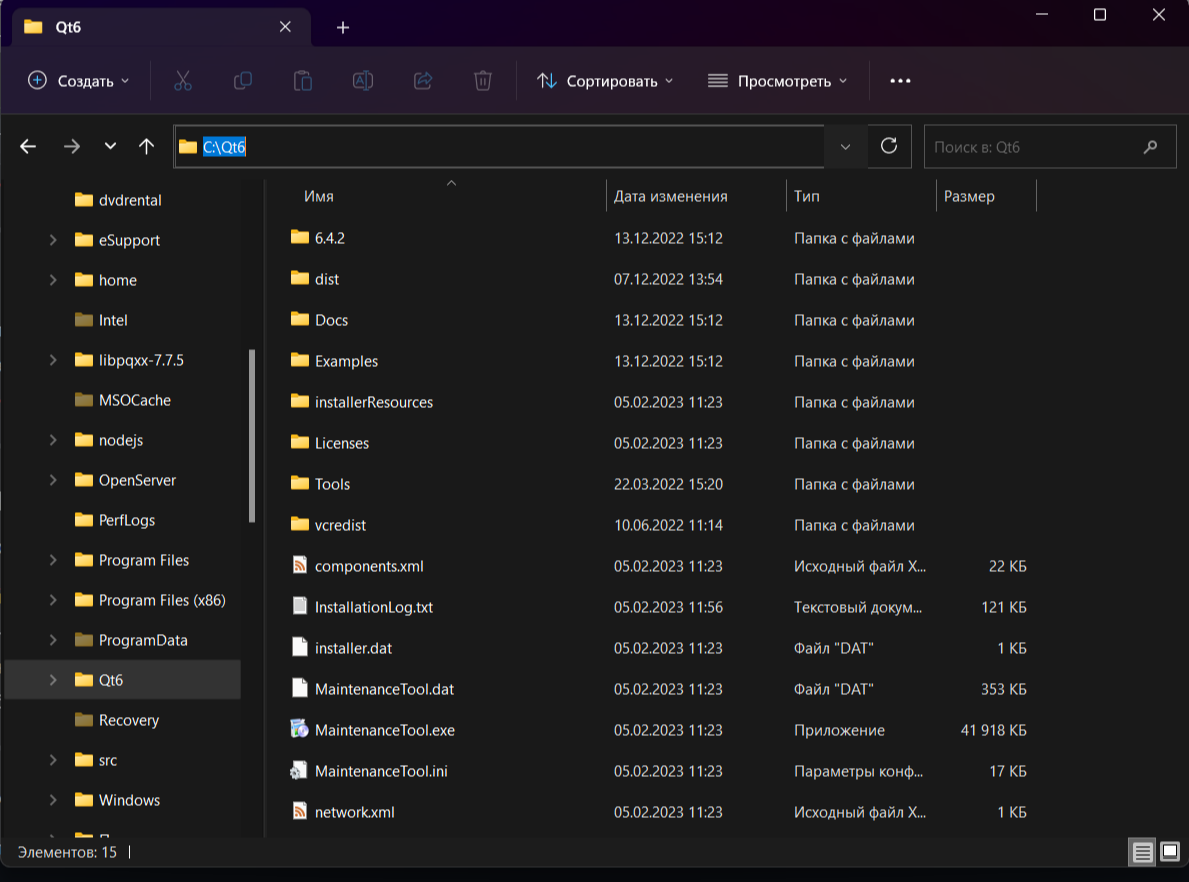 Qt6
Создать
Сортировать
Просмотреть
C:\Qt6
Поиск в: Qt6
dvdrental
eSupport
home
Intel
libpqxx-7.7.5
MSOCache
nodejs
OpenServer
PerfLogs
Program Files
Program Files (x86)
ProgramData
Qt6
Recovery
src
Windows
Имя Дата изменения Тип Размер
6.4.2 13.12.2022 15:12 Папка с файлами
dist 07.12.2022 13:54 Папка с файлами
Docs 13.12.2022 15:12 Папка с файлами
Examples 13.12.2022 15:12 Папка с файлами
installerResources 05.02.2023 11:23 Папка с файлами
Licenses 05.02.2023 11:23 Папка с файлами
Tools 22.03.2022 15:20 Папка с файлами
vcredist 10.06.2022 11:14 Папка с файлами
components.xml 05.02.2023 11:23 Исходный файл X... 22 КБ
InstallationLog.txt 05.02.2023 11:56 Текстовый докум... 121 КБ
installer.dat 05.02.2023 11:23 Файл "DAT" 1 КБ
MaintenanceTool.dat 05.02.2023 11:23 Файл "DAT" 353 КБ
MaintenanceTool.exe 05.02.2023 11:23 Приложение 41 918 КБ
MaintenanceTool.ini 05.02.2023 11:23 Параметры конф... 17 КБ
network.xml 05.02.2023 11:23 Исходный файл X... 1 КБ
Элементов: 15